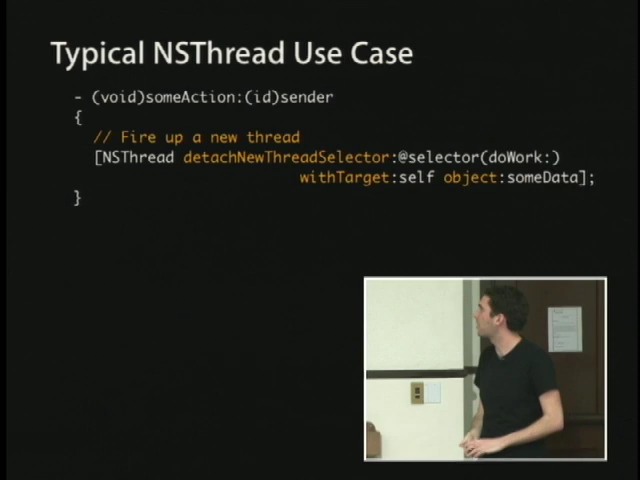 Typical NSThread Use Case
- (void)someAction:(id)sender
{
// Fire up a new thread
[NSThread detachNewThreadSelector:@selector(doWork:)
withTarget:self object:someData];
}